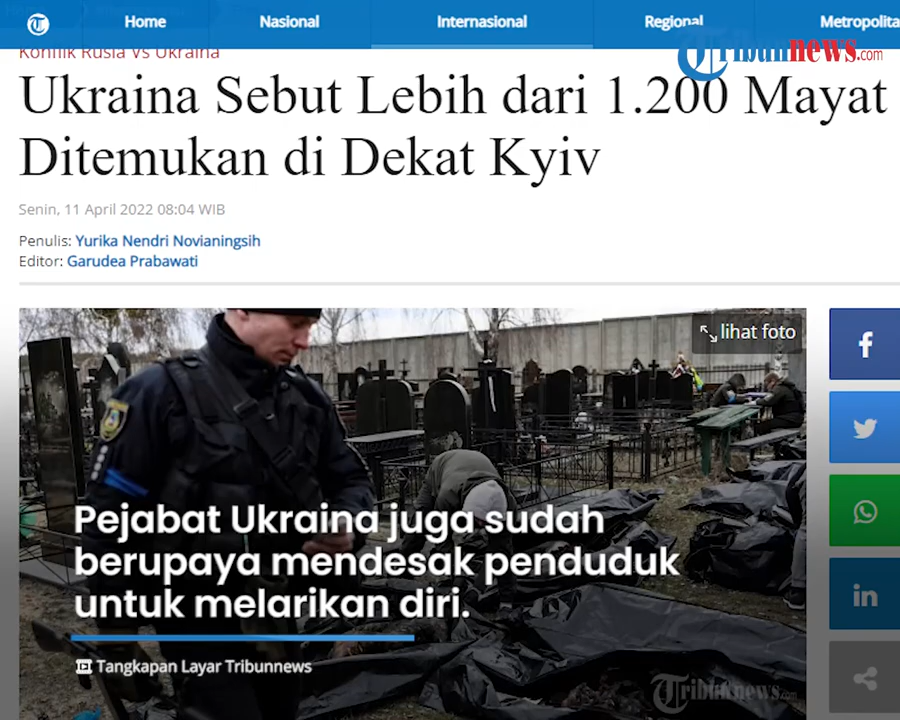 Home Nasional Internasional Regional Metropolita
Tribunnews.com
Konflik Rusia Vs Ukraina
Ukraina Sebut Lebih dari 1.200 Mayat
Ditemukan di Dekat Kyiv
Senin, 11 April 2022 08:04 WIB
Penulis: Yurika Nendri Novianingsih
Editor: Garudea Prabawati
lihat foto
Pejabat Ukraina juga sudah
berupaya mendesak penduduk
untuk melarikan diri.
Tangkapan Layar Tribunnews
Tribunnews.com